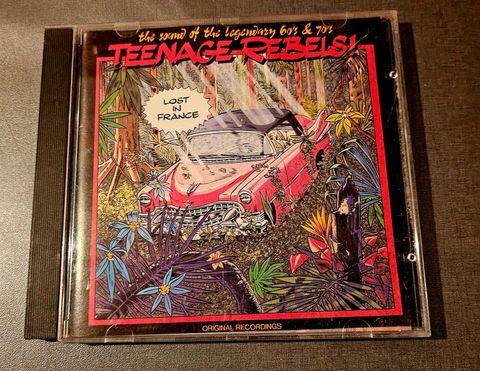 the sound of the legendary 60's & 70's
TEENAGE REBELS!
LOST
IN
FRANCE
ORIGINAL RECORDINGS